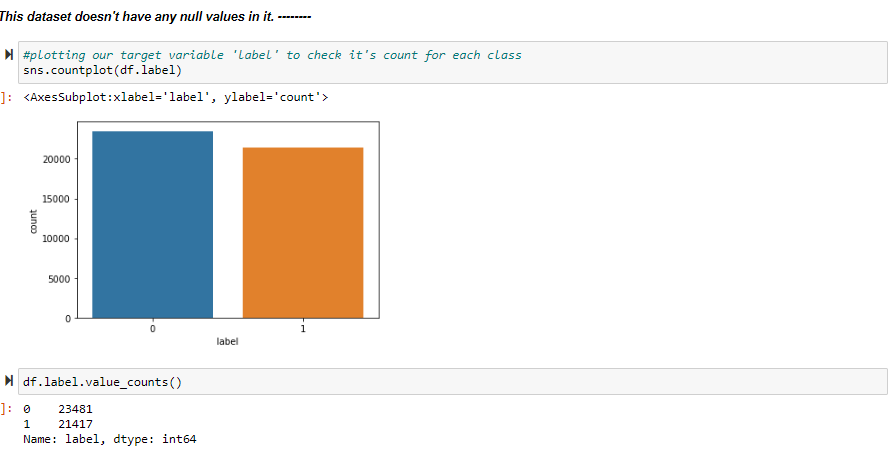 This dataset doesn't have any null values in it. --------
#plotting our target variable 'label' to check it's count for each class
sns.countplot(df.label)
]: <AxesSubplot:xlabel='label', ylabel='count'>
20000
15000
10000
5000
0
count
0 1
label
df.label.value_counts()
]: 0 23481
1 21417
Name: label, dtype: int64